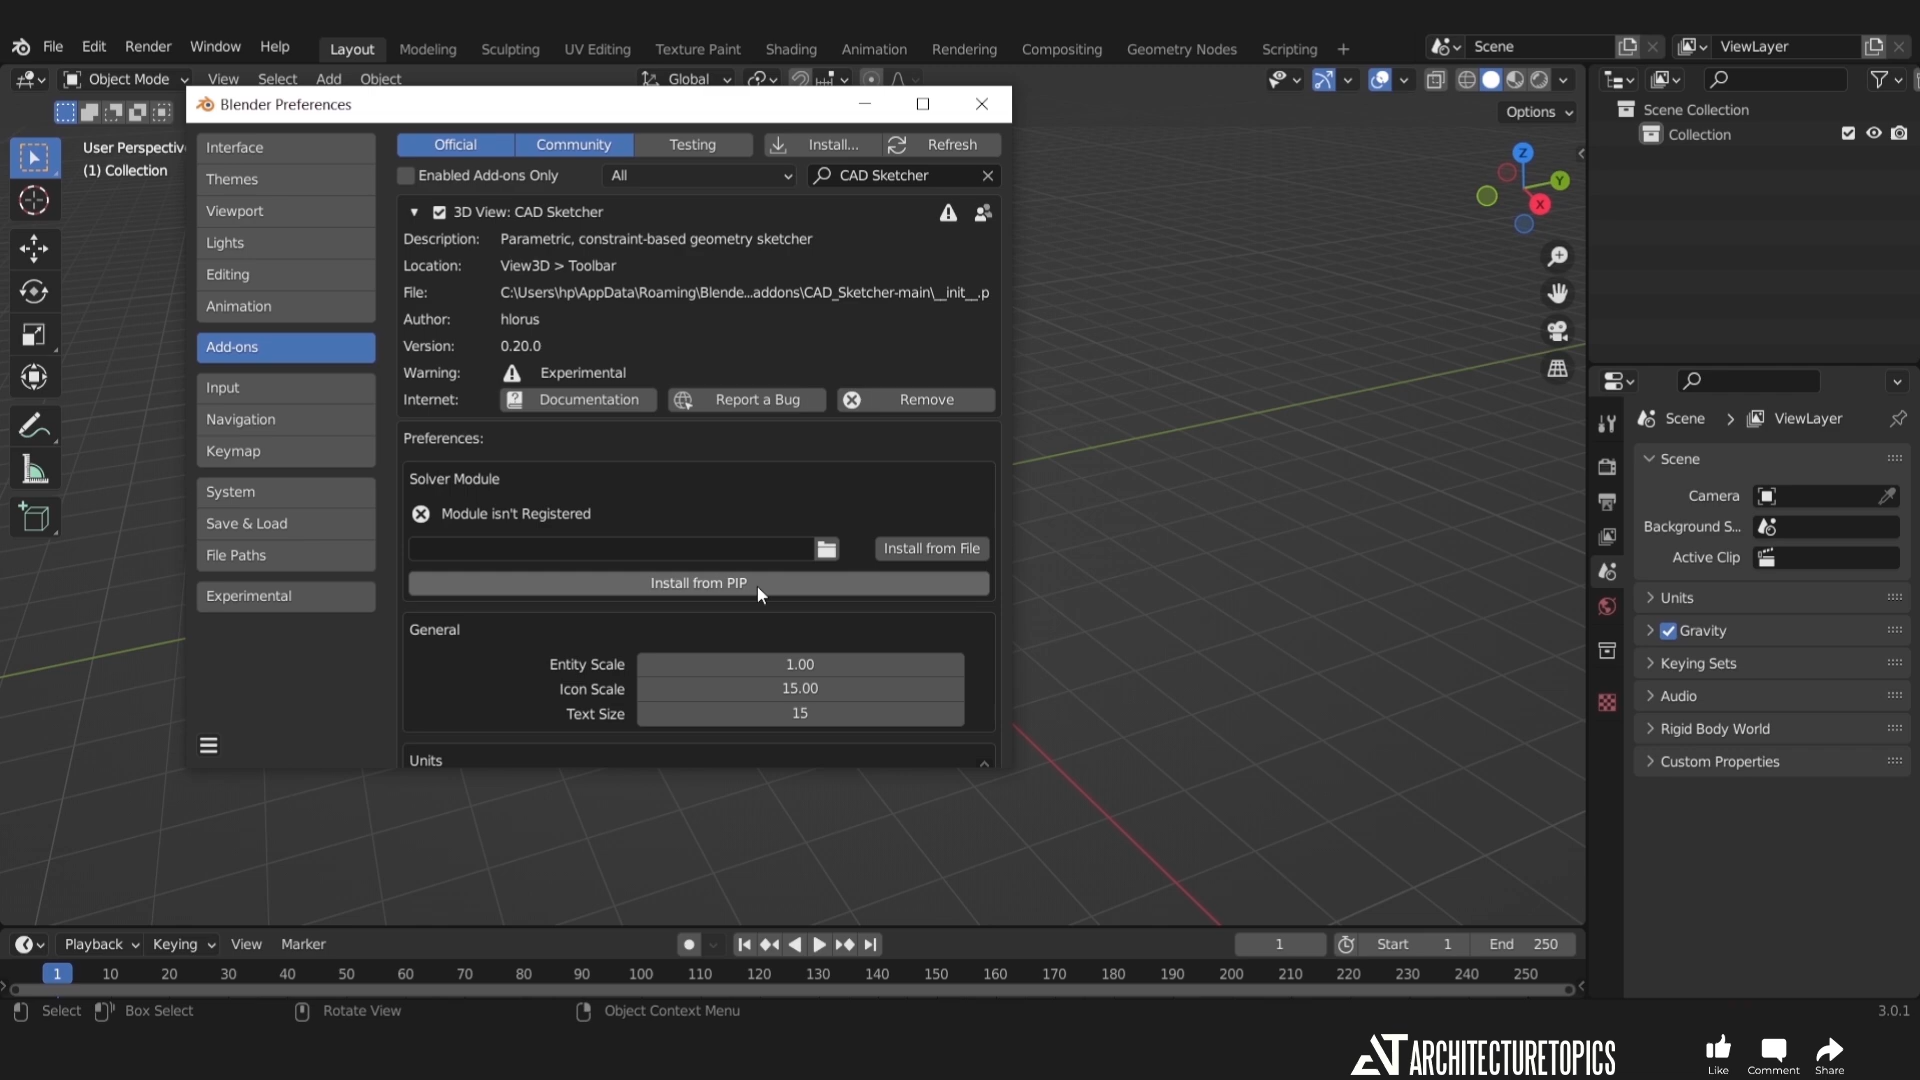 File Edit Render Window Help Layout Modeling Sculpting UV Editing Texture Paint Shading Animation Rendering Compositing Geometry Nodes Scripting + Scene ViewLayer
Object Mode View Select Add Object Global
Options
User Perspectiv
(1) Collection
Scene Collection
Collection
Z
Y
X
Blender Preferences
Interface
Themes
Viewport
Lights
Editing
Animation
Add-ons
Input
Navigation
Keymap
System
Save & Load
File Paths
Experimental
Official Community Testing Install... Refresh
Enabled Add-ons Only All CAD Sketcher
3D View: CAD Sketcher
Description: Parametric, constraint-based geometry sketcher
Location: View3D > Toolbar
File: C:\Users\hp\AppData\Roaming\Blende...addons\CAD_Sketcher-main\__init__.p
Author: hlorus
Version: 0.20.0
Warning: Experimental
Internet: Documentation Report a Bug Remove
Preferences:
Solver Module
Module isn't Registered
Install from File
Install from PIP
General
Entity Scale 1.00
Icon Scale 15.00
Text Size 15
Units
Scene > ViewLayer
Scene
Camera
Background S...
Active Clip
Units
Gravity
Keying Sets
Audio
Rigid Body World
Custom Properties
Playback Keying View Marker 1 Start 1 End 250
1 10 20 30 40 50 60 70 80 90 100 110 120 130 140 150 160 170 180 190 200 210 220 230 240 250
Select Box Select Rotate View Object Context Menu 3.0.1
AT ARCHITECTURETOPICS
Like Comment Share